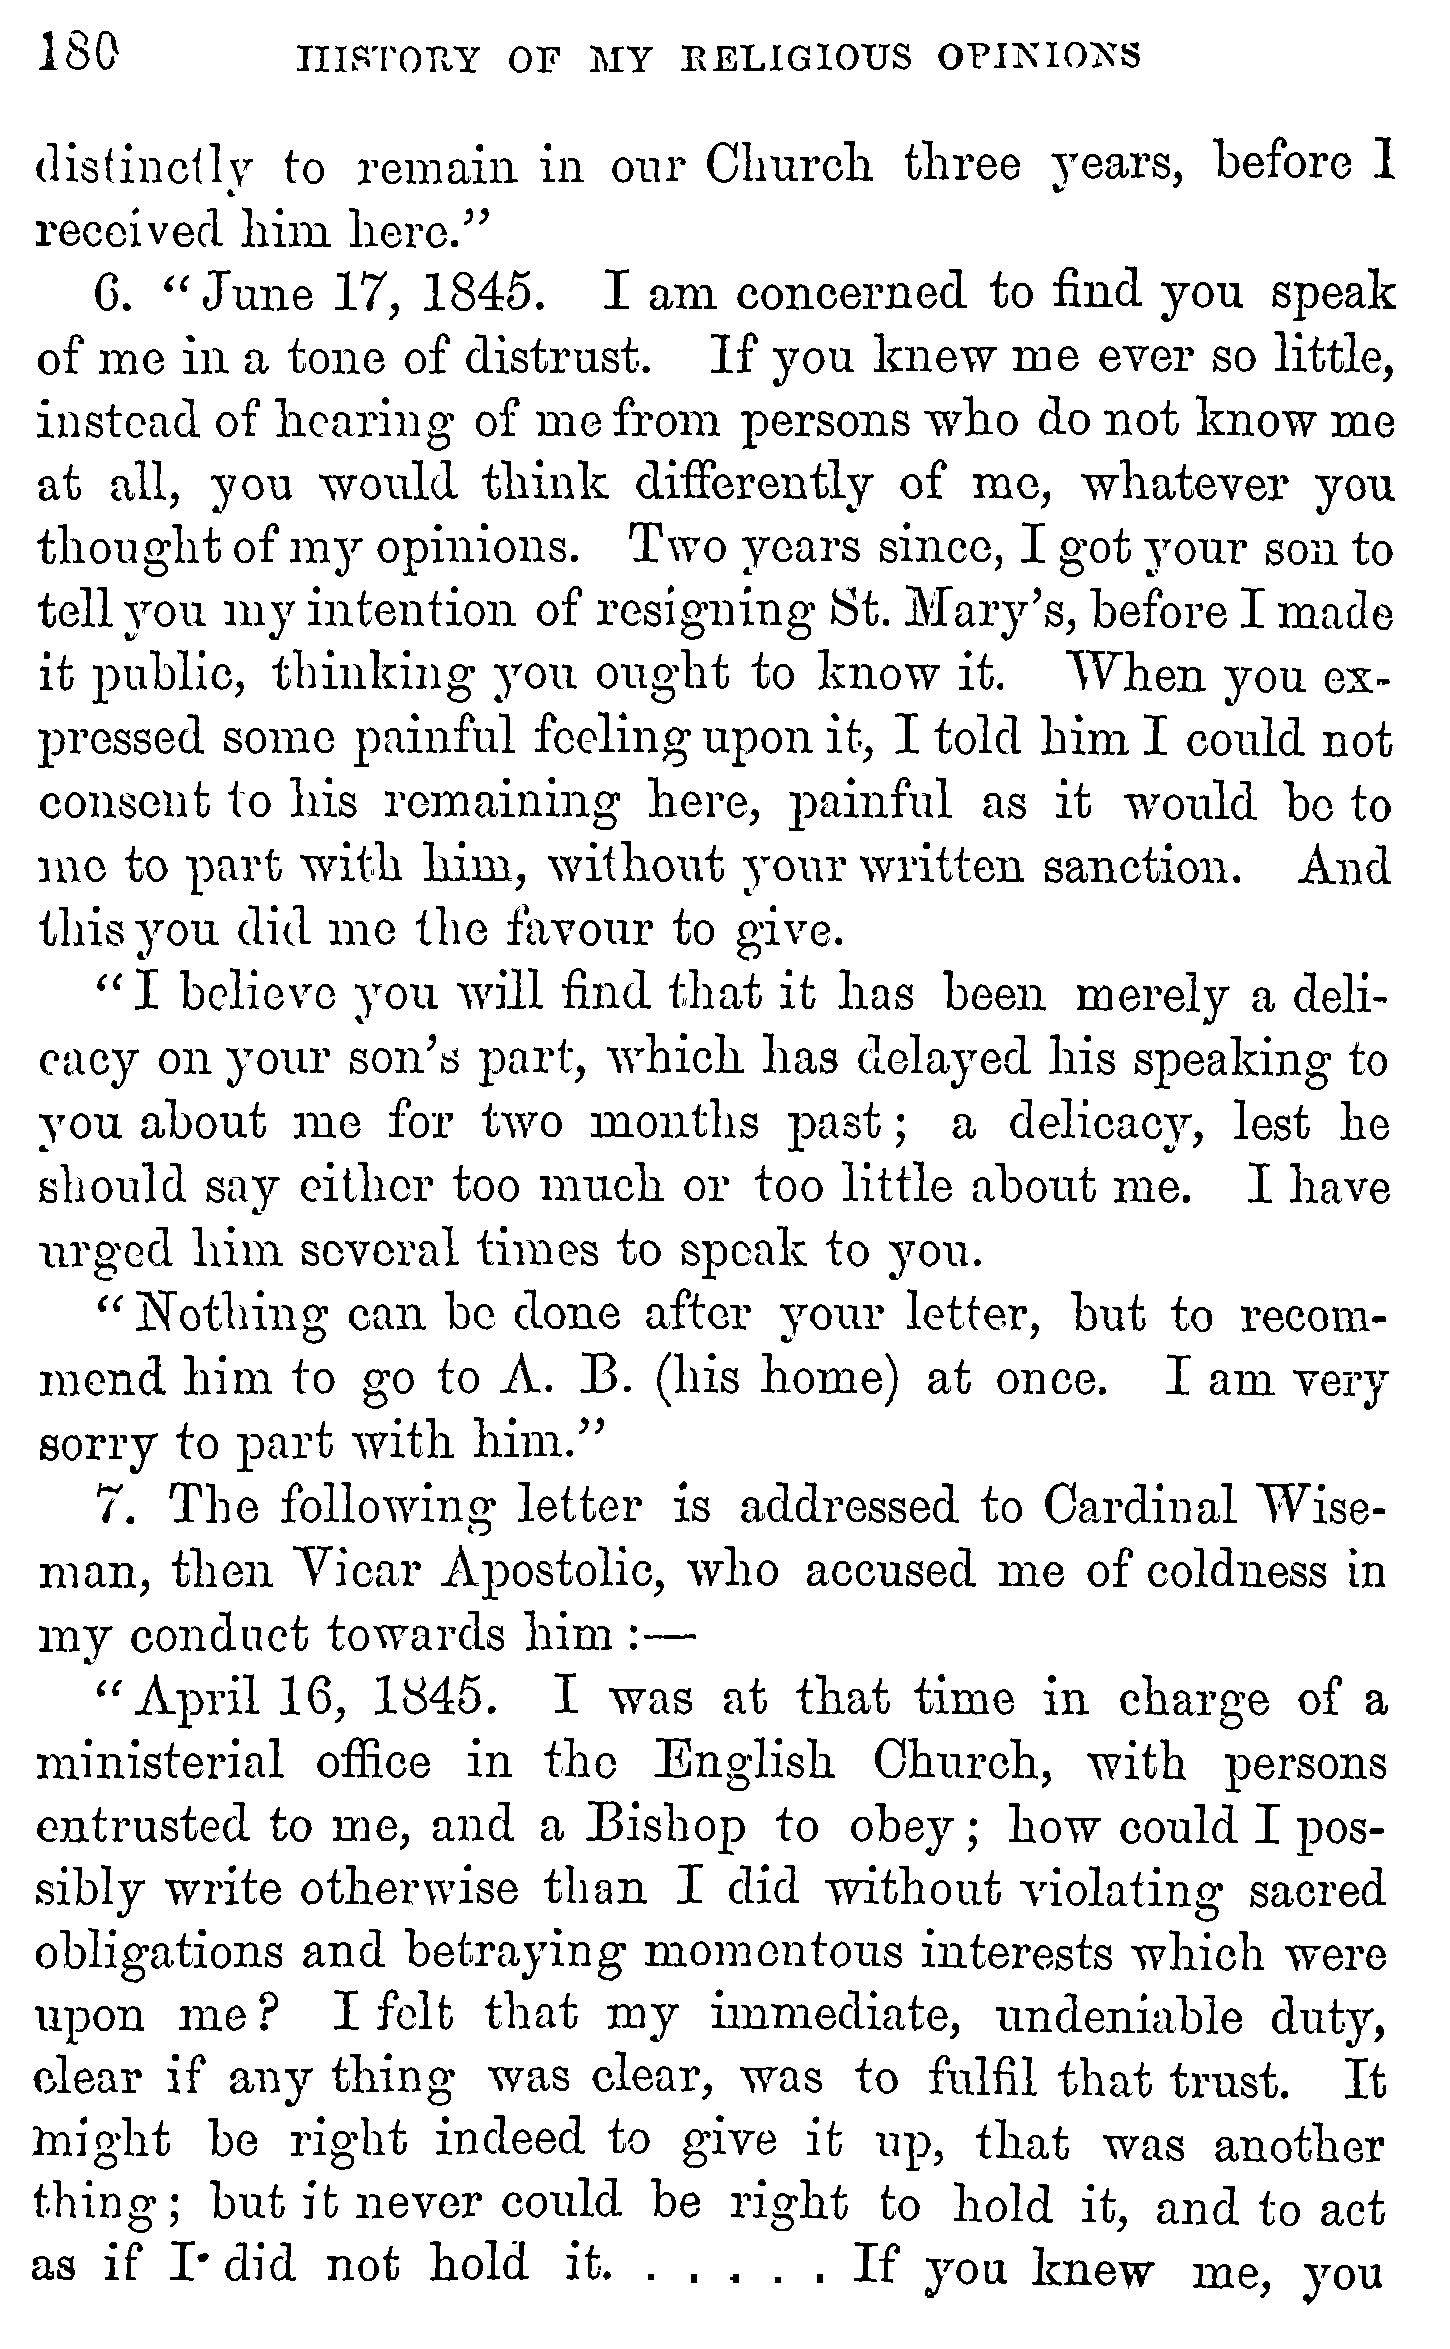 180 HISTORY OF MY RELIGIOUS OPINIONS
distinctly to remain in our Church three years, before I
received him here."
6. "June 17, 1845. I am concerned to find you speak
of me in a tone of distrust. If you knew me ever so little,
instead of hearing of me from persons who do not know me
at all, you would think differently of me, whatever you
thought of my opinions. Two years since, I got your son to
tell you my intention of resigning St. Mary's, before I made
it public, thinking you ought to know it. When you ex-
pressed some painful feeling upon it, I told him I could not
consent to his remaining here, painful as it would be to
me to part with him, without your written sanction. And
this you did me the favour to give.
"I believe you will find that it has been merely a deli-
cacy on your son's part, which has delayed his speaking to
you about me for two months past; a delicacy, lest he
should say either too much or too little about me. I have
urged him several times to speak to you.
"Nothing can be done after your letter, but to recom-
mend him to go to A. B. (his home) at once. I am very
sorry to part with him."
7. The following letter is addressed to Cardinal Wise-
man, then Vicar Apostolic, who accused me of coldness in
my conduct towards him :—
"April 16, 1845. I was at that time in charge of a
ministerial office in the English Church, with persons
entrusted to me, and a Bishop to obey; how could I pos-
sibly write otherwise than I did without violating sacred
obligations and betraying momentous interests which were
upon me? I felt that my immediate, undeniable duty,
clear if any thing was clear, was to fulfil that trust. It
might be right indeed to give it up, that was another
thing; but it never could be right to hold it, and to act
as if I did not hold it. . . . . . If you knew me, you